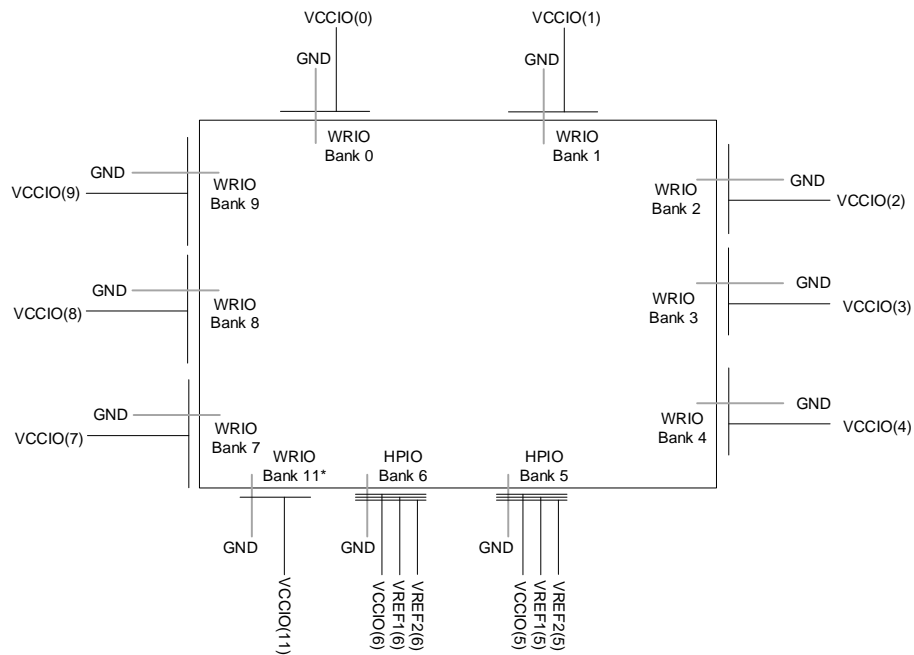 VCCIO(0)
VCCIO(1)
GND
GND
WRIO
Bank 0
WRIO
Bank 1
GND
VCCIO(9)
WRIO
Bank 9
WRIO
Bank 2
GND
VCCIO(2)
GND
VCCIO(8)
WRIO
Bank 8
WRIO
Bank 3
GND
VCCIO(3)
GND
VCCIO(7)
WRIO
Bank 7
WRIO
Bank 4
GND
VCCIO(4)
WRIO
Bank 11*
HPIO
Bank 6
HPIO
Bank 5
GND
GND
GND
VCCIO(11)
VCCIO(6)
VREF1(6)
VREF2(6)
VCCIO(5)
VREF1(5)
VREF2(5)